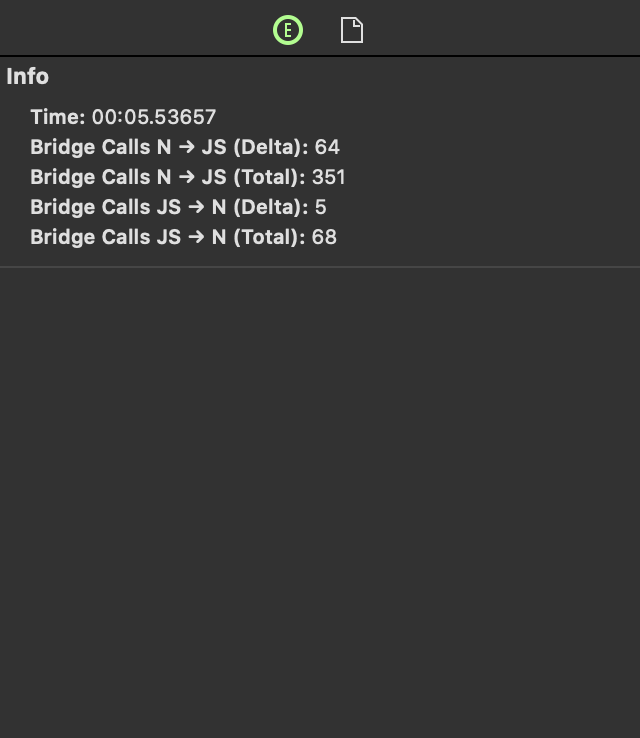 E
Info
Time: 00:05.53657
Bridge Calls N → JS (Delta): 64
Bridge Calls N → JS (Total): 351
Bridge Calls JS → N (Delta): 5
Bridge Calls JS → N (Total): 68